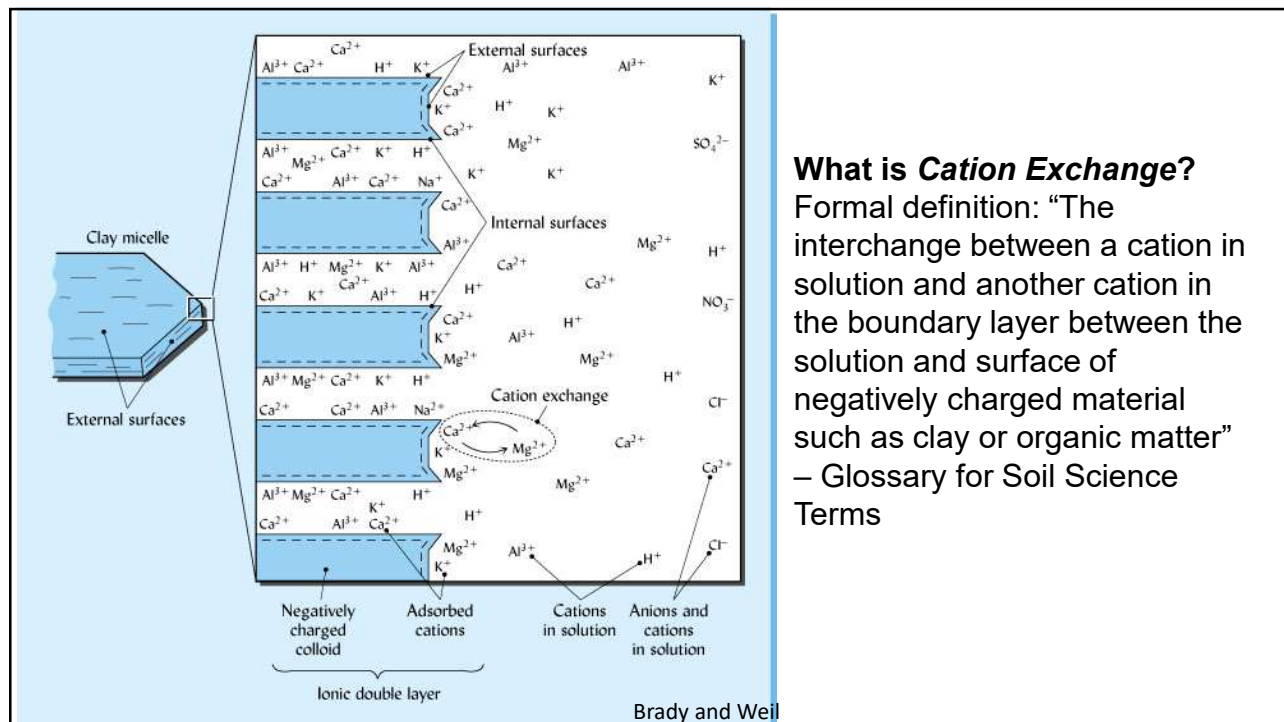 Ca²⁺
Al³⁺ Ca²⁺ H⁺ K⁺ External surfaces Al³⁺ Al³⁺
K⁺
Ca²⁺
K⁺ H⁺ K⁺
Ca²⁺
Mg²⁺ SO₄²⁻
Al³⁺ Mg²⁺ Ca²⁺ K⁺ H⁺
Ca²⁺ Al³⁺ Ca²⁺ Na⁺ K⁺ K⁺
Ca²⁺
Internal surfaces
Clay micelle
Al³⁺ Mg²⁺ H⁺
Al³⁺ H⁺ Mg²⁺ K⁺ Al³⁺ Ca²⁺
Ca²⁺ Ca²⁺
Ca²⁺ K⁺ Al³⁺ H⁺ H⁺ NO₃⁻
Ca²⁺ H⁺
K⁺ Al³⁺
Mg²⁺ Mg²⁺
Al³⁺ Mg²⁺ Ca²⁺ K⁺ H⁺ H⁺
Cation exchange
External surfaces
Ca²⁺ Ca²⁺ Al³⁺ Na²⁺ Cl⁻
Ca²⁺ Mg²⁺ Ca²⁺
K⁺
Mg²⁺ Mg²⁺ Ca²⁺
Al³⁺ Mg²⁺ Ca²⁺ H⁺
K⁺ H⁺
Ca²⁺ Al³⁺ Ca²⁺
Mg²⁺ Al³⁺ H⁺ Cl⁻
K⁺
Negatively
charged
colloid
Adsorbed
cations
Cations
in solution
Anions and
cations
in solution
Ionic double layer
Brady and Weil
What is Cation Exchange?
Formal definition: “The
interchange between a cation in
solution and another cation in
the boundary layer between the
solution and surface of
negatively charged material
such as clay or organic matter”
– Glossary for Soil Science
Terms